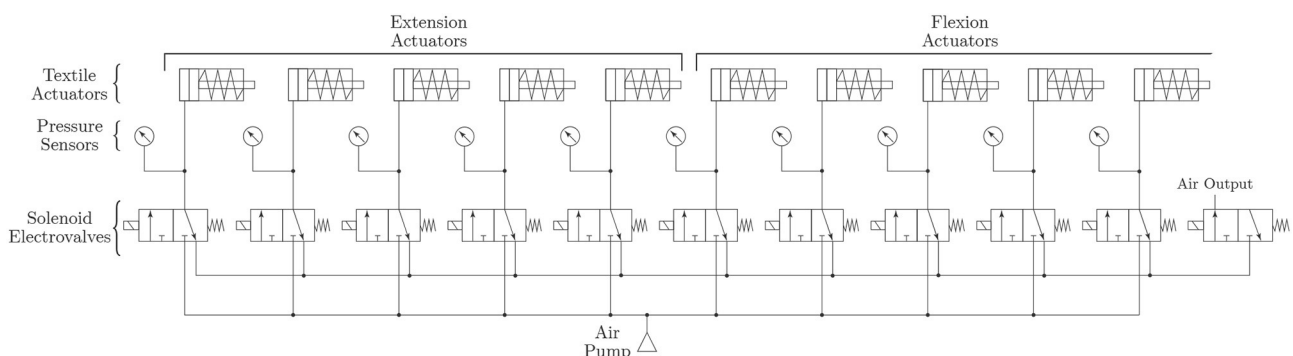 Extension
Actuators
Flexion
Actuators
Textile
Actuators
Pressure
Sensors
Air Output
Solenoid
Electrovalves
Air
Pump